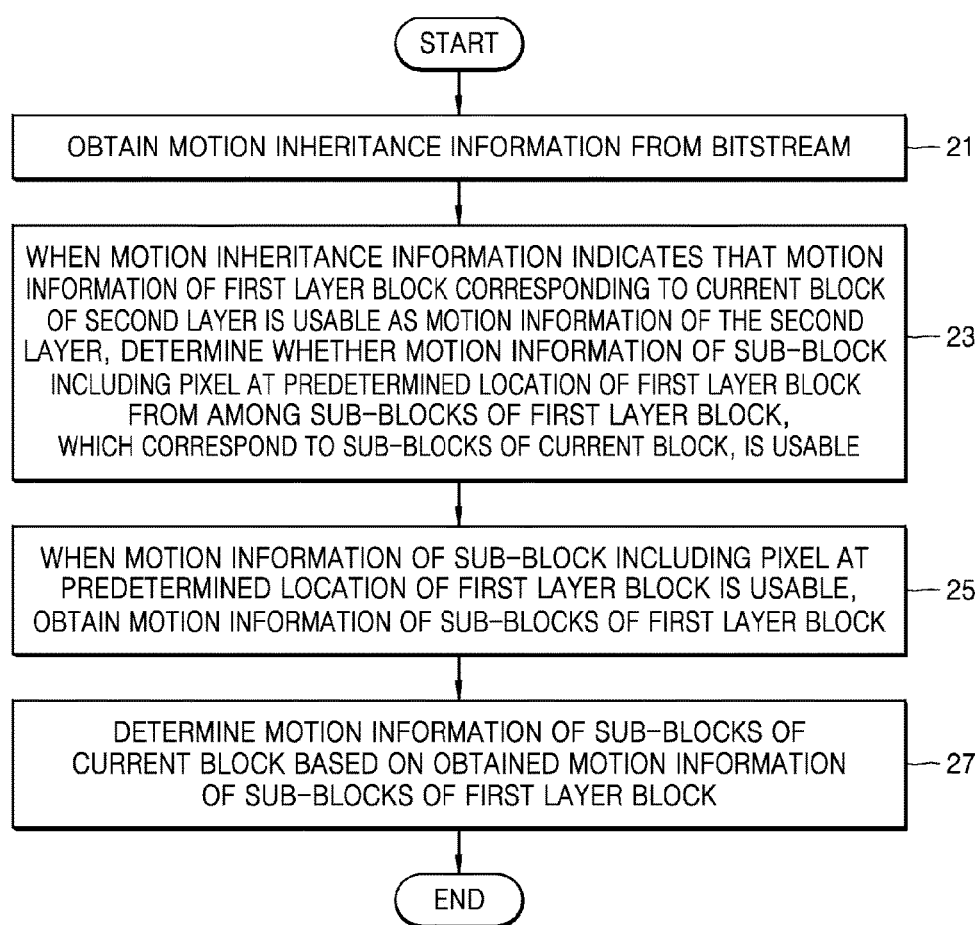 START
OBTAIN MOTION INHERITANCE INFORMATION FROM BITSTREAM
21
WHEN MOTION INHERITANCE INFORMATION INDICATES THAT MOTION
INFORMATION OF FIRST LAYER BLOCK CORRESPONDING TO CURRENT BLOCK
OF SECOND LAYER IS USABLE AS MOTION INFORMATION OF THE SECOND
LAYER, DETERMINE WHETHER MOTION INFORMATION OF SUB-BLOCK
INCLUDING PIXEL AT PREDETERMINED LOCATION OF FIRST LAYER BLOCK
FROM AMONG SUB-BLOCKS OF FIRST LAYER BLOCK,
WHICH CORRESPOND TO SUB-BLOCKS OF CURRENT BLOCK, IS USABLE
23
WHEN MOTION INFORMATION OF SUB-BLOCK INCLUDING PIXEL AT
PREDETERMINED LOCATION OF FIRST LAYER BLOCK IS USABLE,
OBTAIN MOTION INFORMATION OF SUB-BLOCKS OF FIRST LAYER BLOCK
25
DETERMINE MOTION INFORMATION OF SUB-BLOCKS OF
CURRENT BLOCK BASED ON OBTAINED MOTION INFORMATION
OF SUB-BLOCKS OF FIRST LAYER BLOCK
27
END